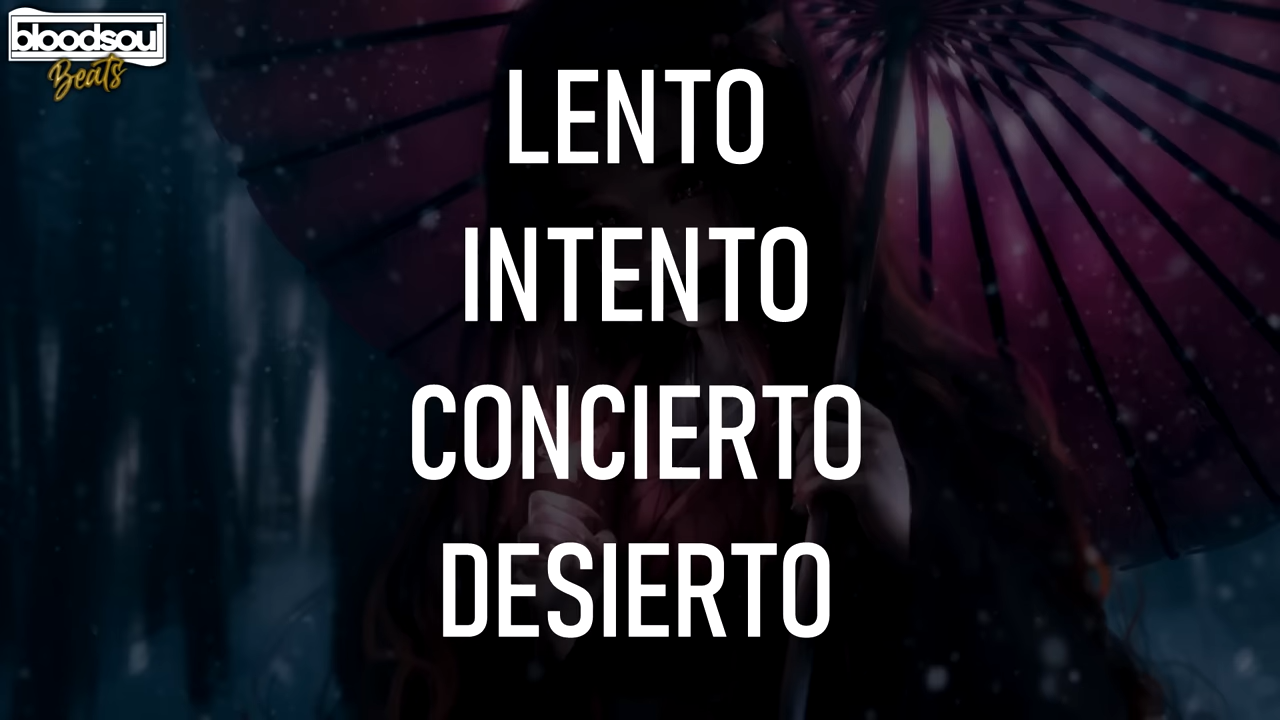 bloodsoul
Beats
LENTO
INTENTO
CONCIERTO
DESIERTO